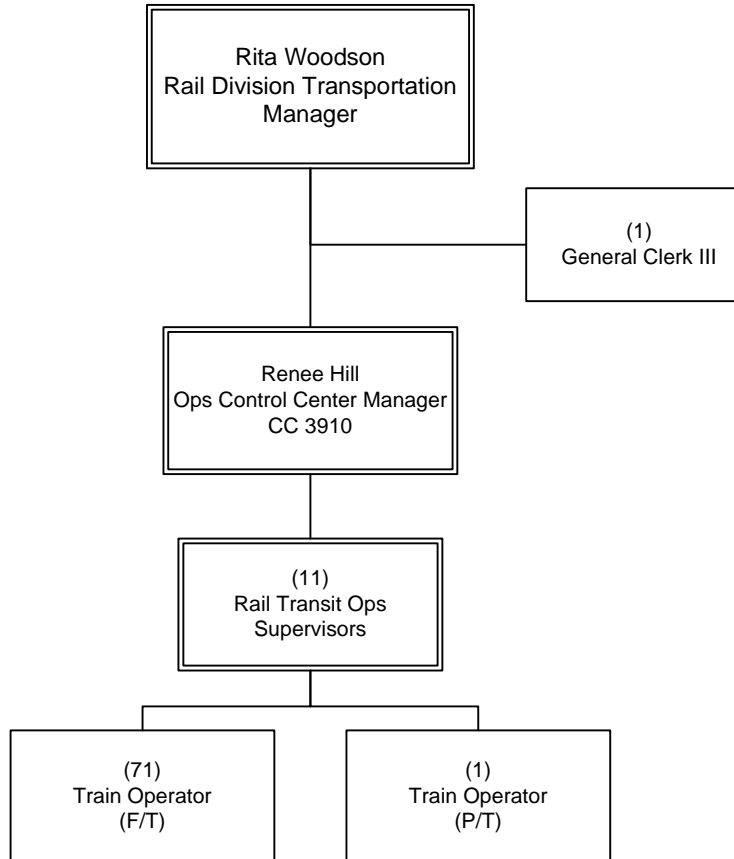 Rita Woodson
Rail Division Transportation
Manager
(1)
General Clerk III
Renee Hill
Ops Control Center Manager
CC 3910
(11)
Rail Transit Ops
Supervisors
(71)
Train Operator
(F/T)
(1)
Train Operator
(P/T)